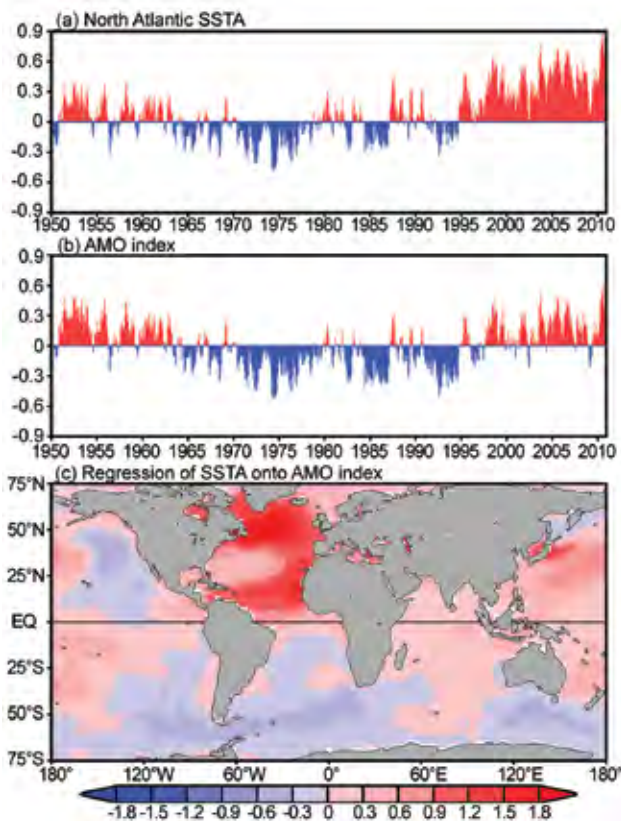 (a) North Atlantic SSTA
0.9
0.6
0.3
0
-0.3
-0.6
-0.9
1950 1955 1960 1965 1970 1975 1980 1985 1990 1995 2000 2005 2010
(b) AMO index
0.9
0.6
0.3
0
-0.3
-0.6
-0.9
1950 1955 1960 1965 1970 1975 1980 1985 1990 1995 2000 2005 2010
(c) Regression of SSTA onto AMO index
75°N
50°N
25°N
EQ
25°S
50°S
75°S
180° 120°W 60°W 0° 60°E 120°E 180°
-1.8 -1.5 -1.2 -0.9 -0.6 -0.3 0 0.3 0.6 0.9 1.2 1.5 1.8